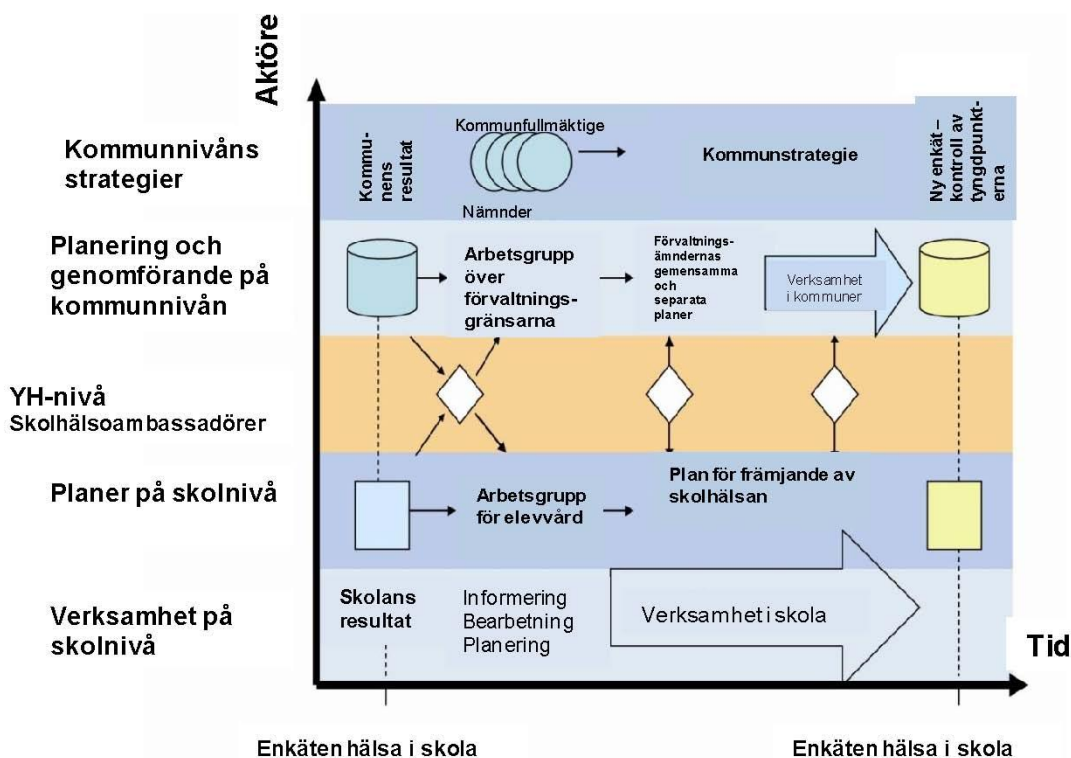 Aktöre
Kommunnivåns
strategier
Kommu-
nens
resultat
Kommunfullmäktige
Nämnder
Kommunstrategie
Ny enkät –
kontroll av
tyngdpunkt-
erna
Planering och
genomförande på
kommunnivån
Arbetsgrupp
över
förvaltnings-
gränsarna
Förvaltnings-
ämndernas
gemensamma
och
separata
planer
Verksamhet
i kommuner
YH-nivå
Skolhälsoambassadörer
Planer på skolnivå
Arbetsgrupp
för elevvård
Plan för främjande av
skolhälsan
Verksamhet på
skolnivå
Skolans
resultat
Informering
Bearbetning
Planering
Verksamhet i skola
Tid
Enkäten hälsa i skola
Enkäten hälsa i skola